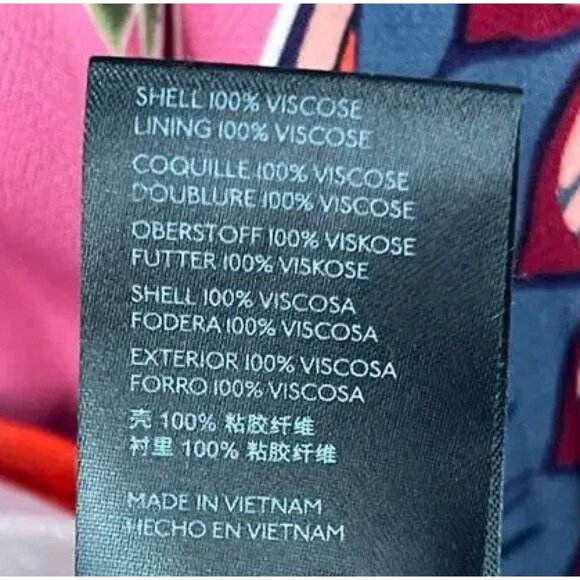 SHELL 100% VISCOSE
LINING 100% VISCOSE
COQUILLE 100% VISCOSE
DOUBLURE 100% VISCOSE
OBERSTOFF 100% VISKOSE
FUTTER 100% VISKOSE
SHELL 100% VISCOSA
FODERA 100% VISCOSA
EXTERIOR 100% VISCOSA
FORRO 100% VISCOSA
壳 100% 粘胶纤维
衬里 100% 粘胶纤维
MADE IN VIETNAM
HECHO EN VIETNAM